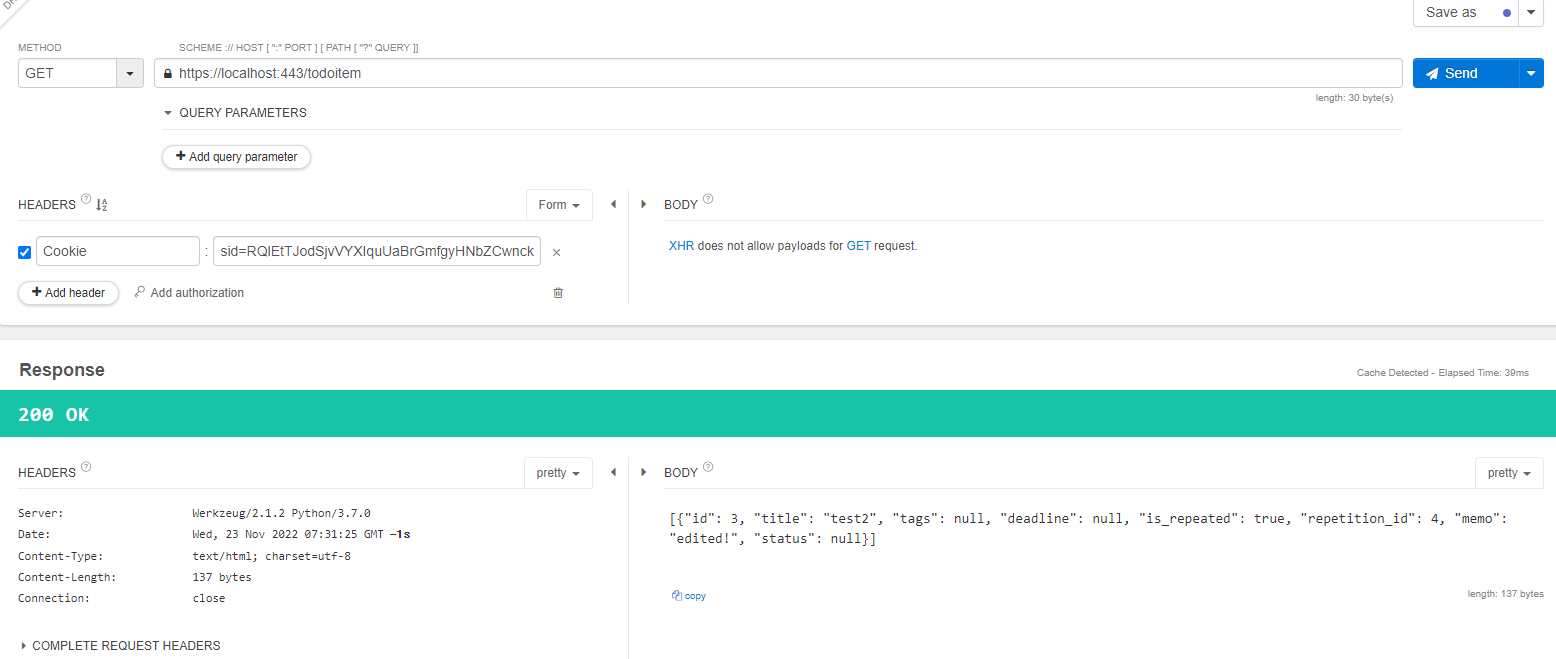 Save as
METHOD
SCHEME :// HOST [ ":" PORT ] [ PATH [ "?" QUERY ]]
GET
https://localhost:443/todoitem
Send
length: 30 byte(s)
QUERY PARAMETERS
+ Add query parameter
HEADERS ?
Form
BODY ?
Cookie : sid=RQIEtTJodSjvVYXIquUaBrGmfgyHNbZCwnck ×
XHR does not allow payloads for GET request.
+ Add header
Add authorization
Response
Cache Detected - Elapsed Time: 39ms
200 OK
HEADERS ?
pretty
BODY ?
pretty
Server: Werkzeug/2.1.2 Python/3.7.0
Date: Wed, 23 Nov 2022 07:31:25 GMT -1s
Content-Type: text/html; charset=utf-8
Content-Length: 137 bytes
Connection: close
[{"id": 3, "title": "test2", "tags": null, "deadline": null, "is_repeated": true, "repetition_id": 4, "memo":
"edited!", "status": null}]
copy
length: 137 bytes
COMPLETE REQUEST HEADERS